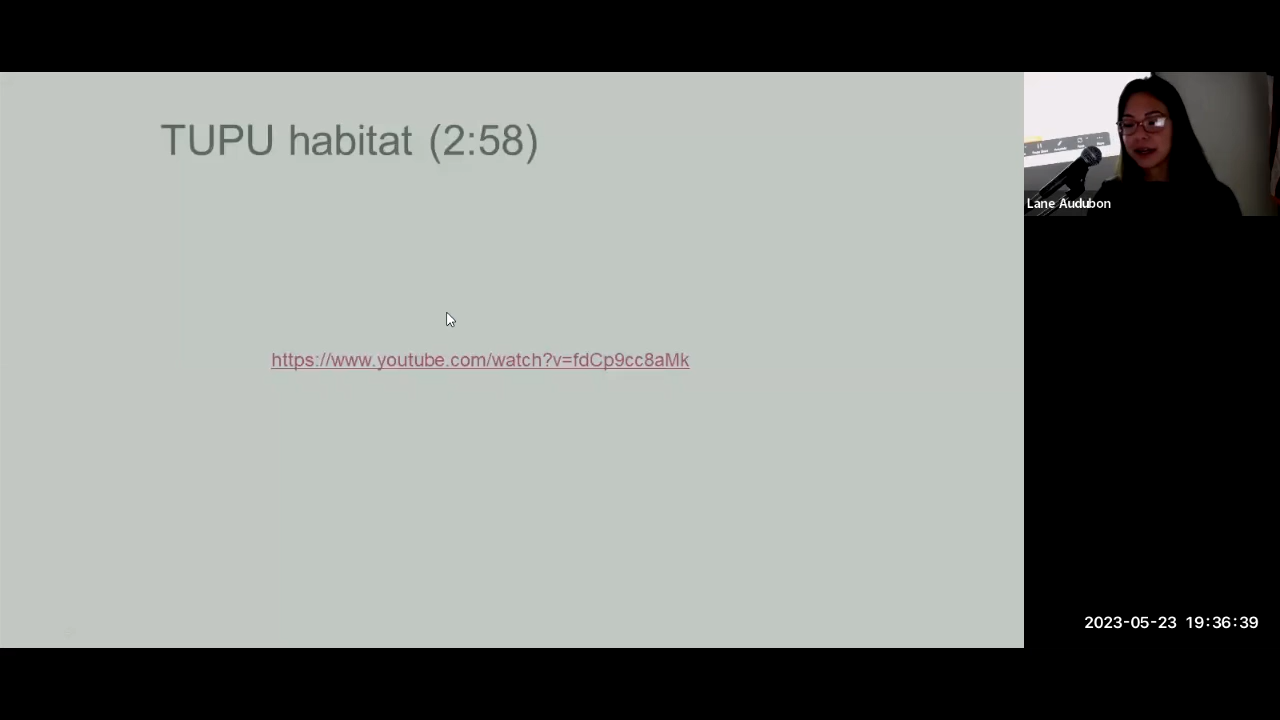 TUPU habitat (2:58)
https://www.youtube.com/watch?v=fdCp9cc8aMk
Lane Audubon
2023-05-23 19:36:39